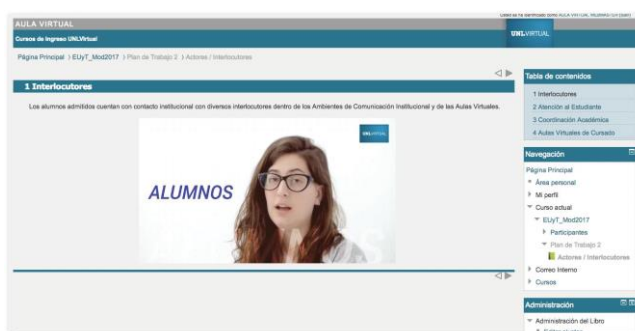 AULA VIRTUAL
Cursos de Ingreso UNLVirtual
UNLVIRTUAL
Página Principal ⟩ EUyT_Mod2017 ⟩ Plan de Trabajo 2 ⟩ Actores / Interlocutores
1 Interlocutores
Los alumnos admitidos cuentan con contacto institucional con diversos interlocutores dentro de los Ambientes de Comunicación Institucional y de las Aulas Virtuales.
UNLVIRTUAL
ALUMNOS
Tabla de contenidos
1 Interlocutores
2 Atención al Estudiante
3 Coordinación Académica
4 Aulas Virtuales de Cursado
Navegación
Página Principal
Área personal
Mi perfil
Curso actual
EUyT_Mod2017
Participantes
Plan de Trabajo 2
Actores / Interlocutores
Correo Interno
Cursos
Administración
Administración del Libro